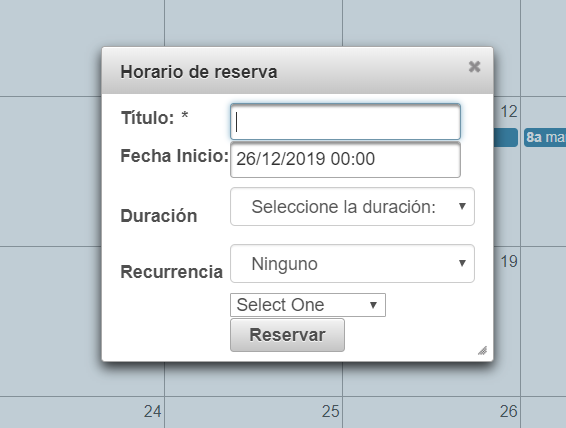 Horario de reserva
Título: *
Fecha Inicio: 26/12/2019 00:00
Duración Seleccione la duración:
Recurrencia Ninguno
Select One
Reservar
12
8a ma
19
24 25 26